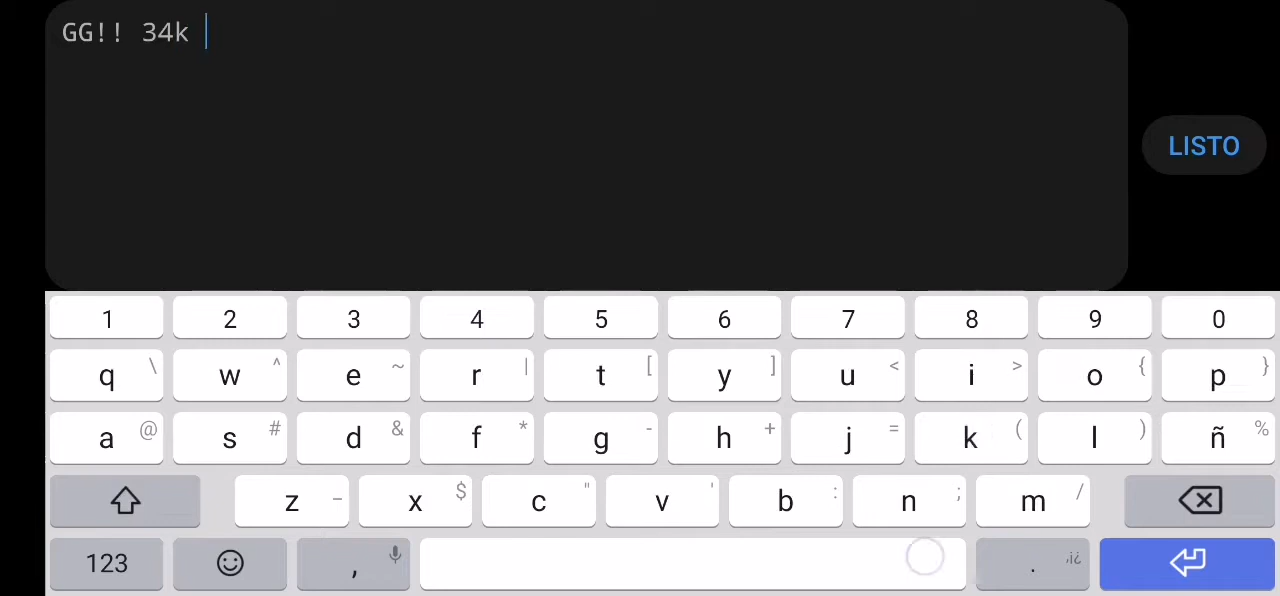 GG!! 34k
LISTO
1 2 3 4 5 6 7 8 9 0
q \ w ^ e ~ r | t [ y ] u < i > o { p }
a @ s # d & f * g - h + j = k ( l ) ñ %
z _ x $ c " v ' b : n ; m /
123 , . ,i¿